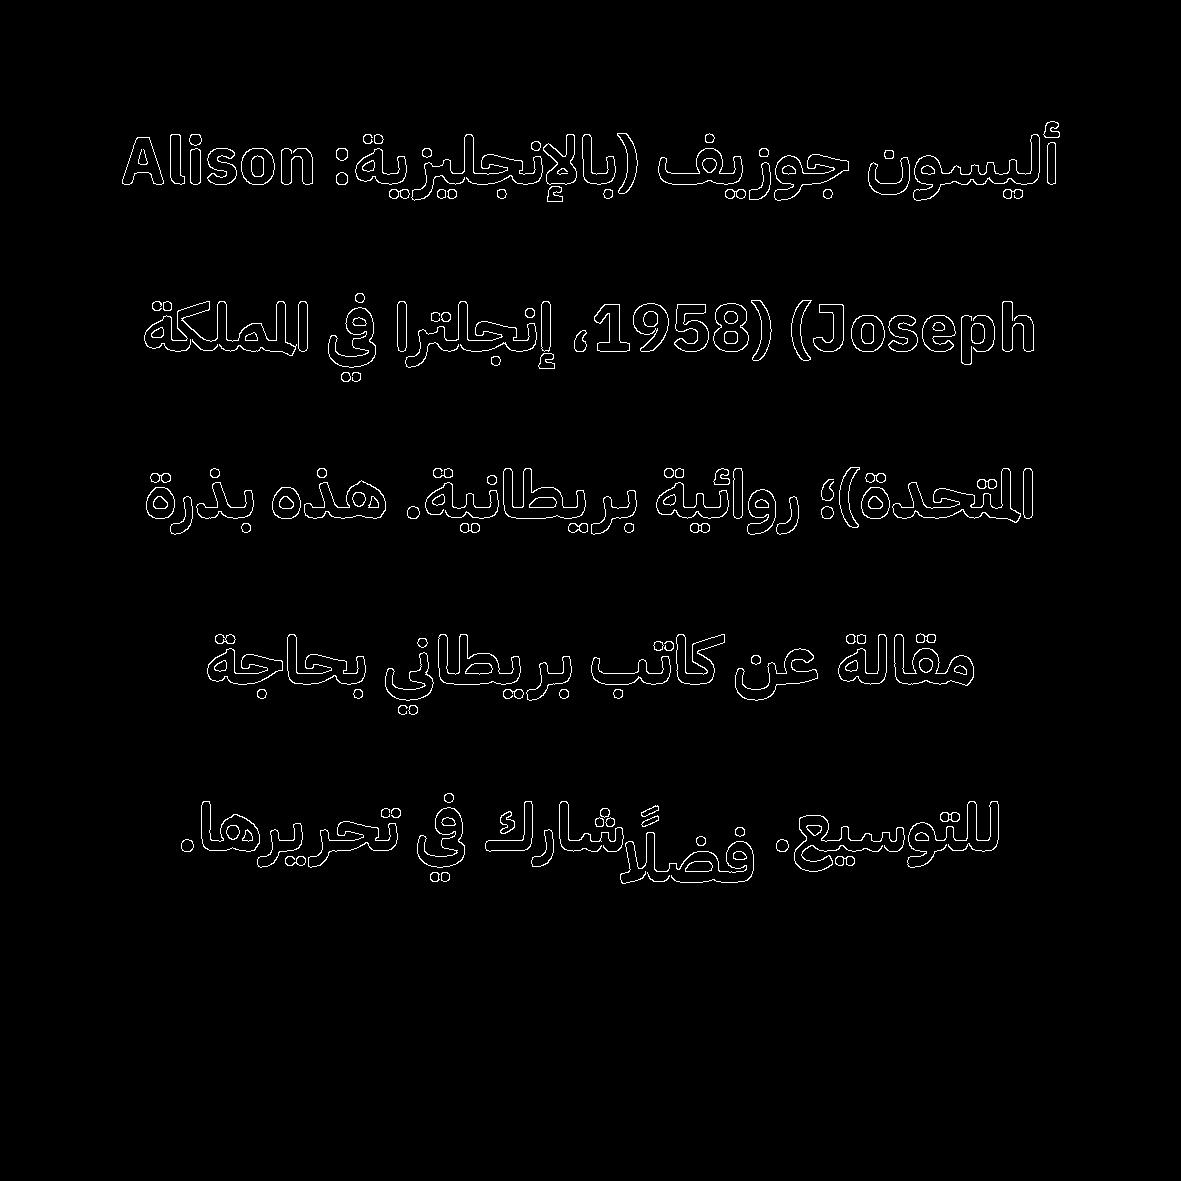 أليسون جوزيف (بالإنجليزية: Alison
Joseph) (1958، إنجلترا في المملكة
المتحدة)؛ روائية بريطانية. هذه بذرة
مقالة عن كاتب بريطاني بحاجة
للتوسيع. فضلًا شارك في تحريرها.